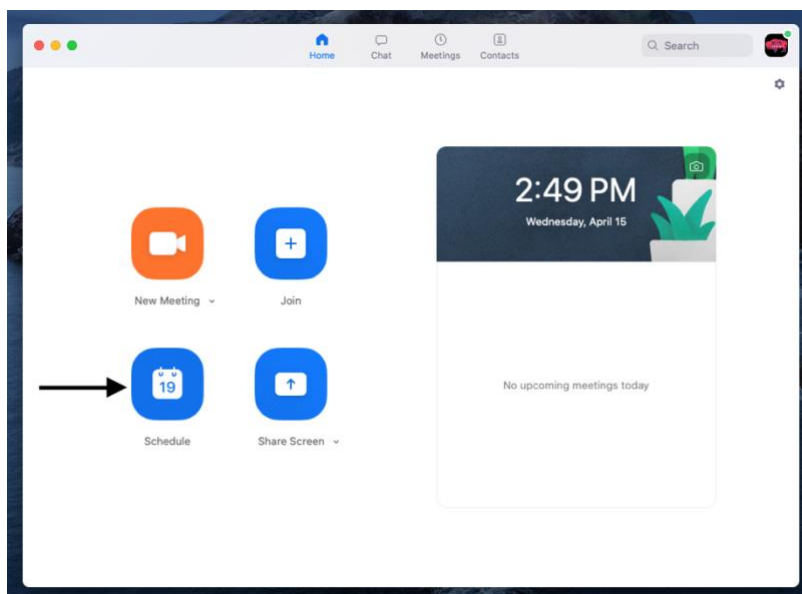 Home
Chat
Meetings
Contacts
Search
2:49 PM
Wednesday, April 15
New Meeting
Join
19
Schedule
Share Screen
No upcoming meetings today